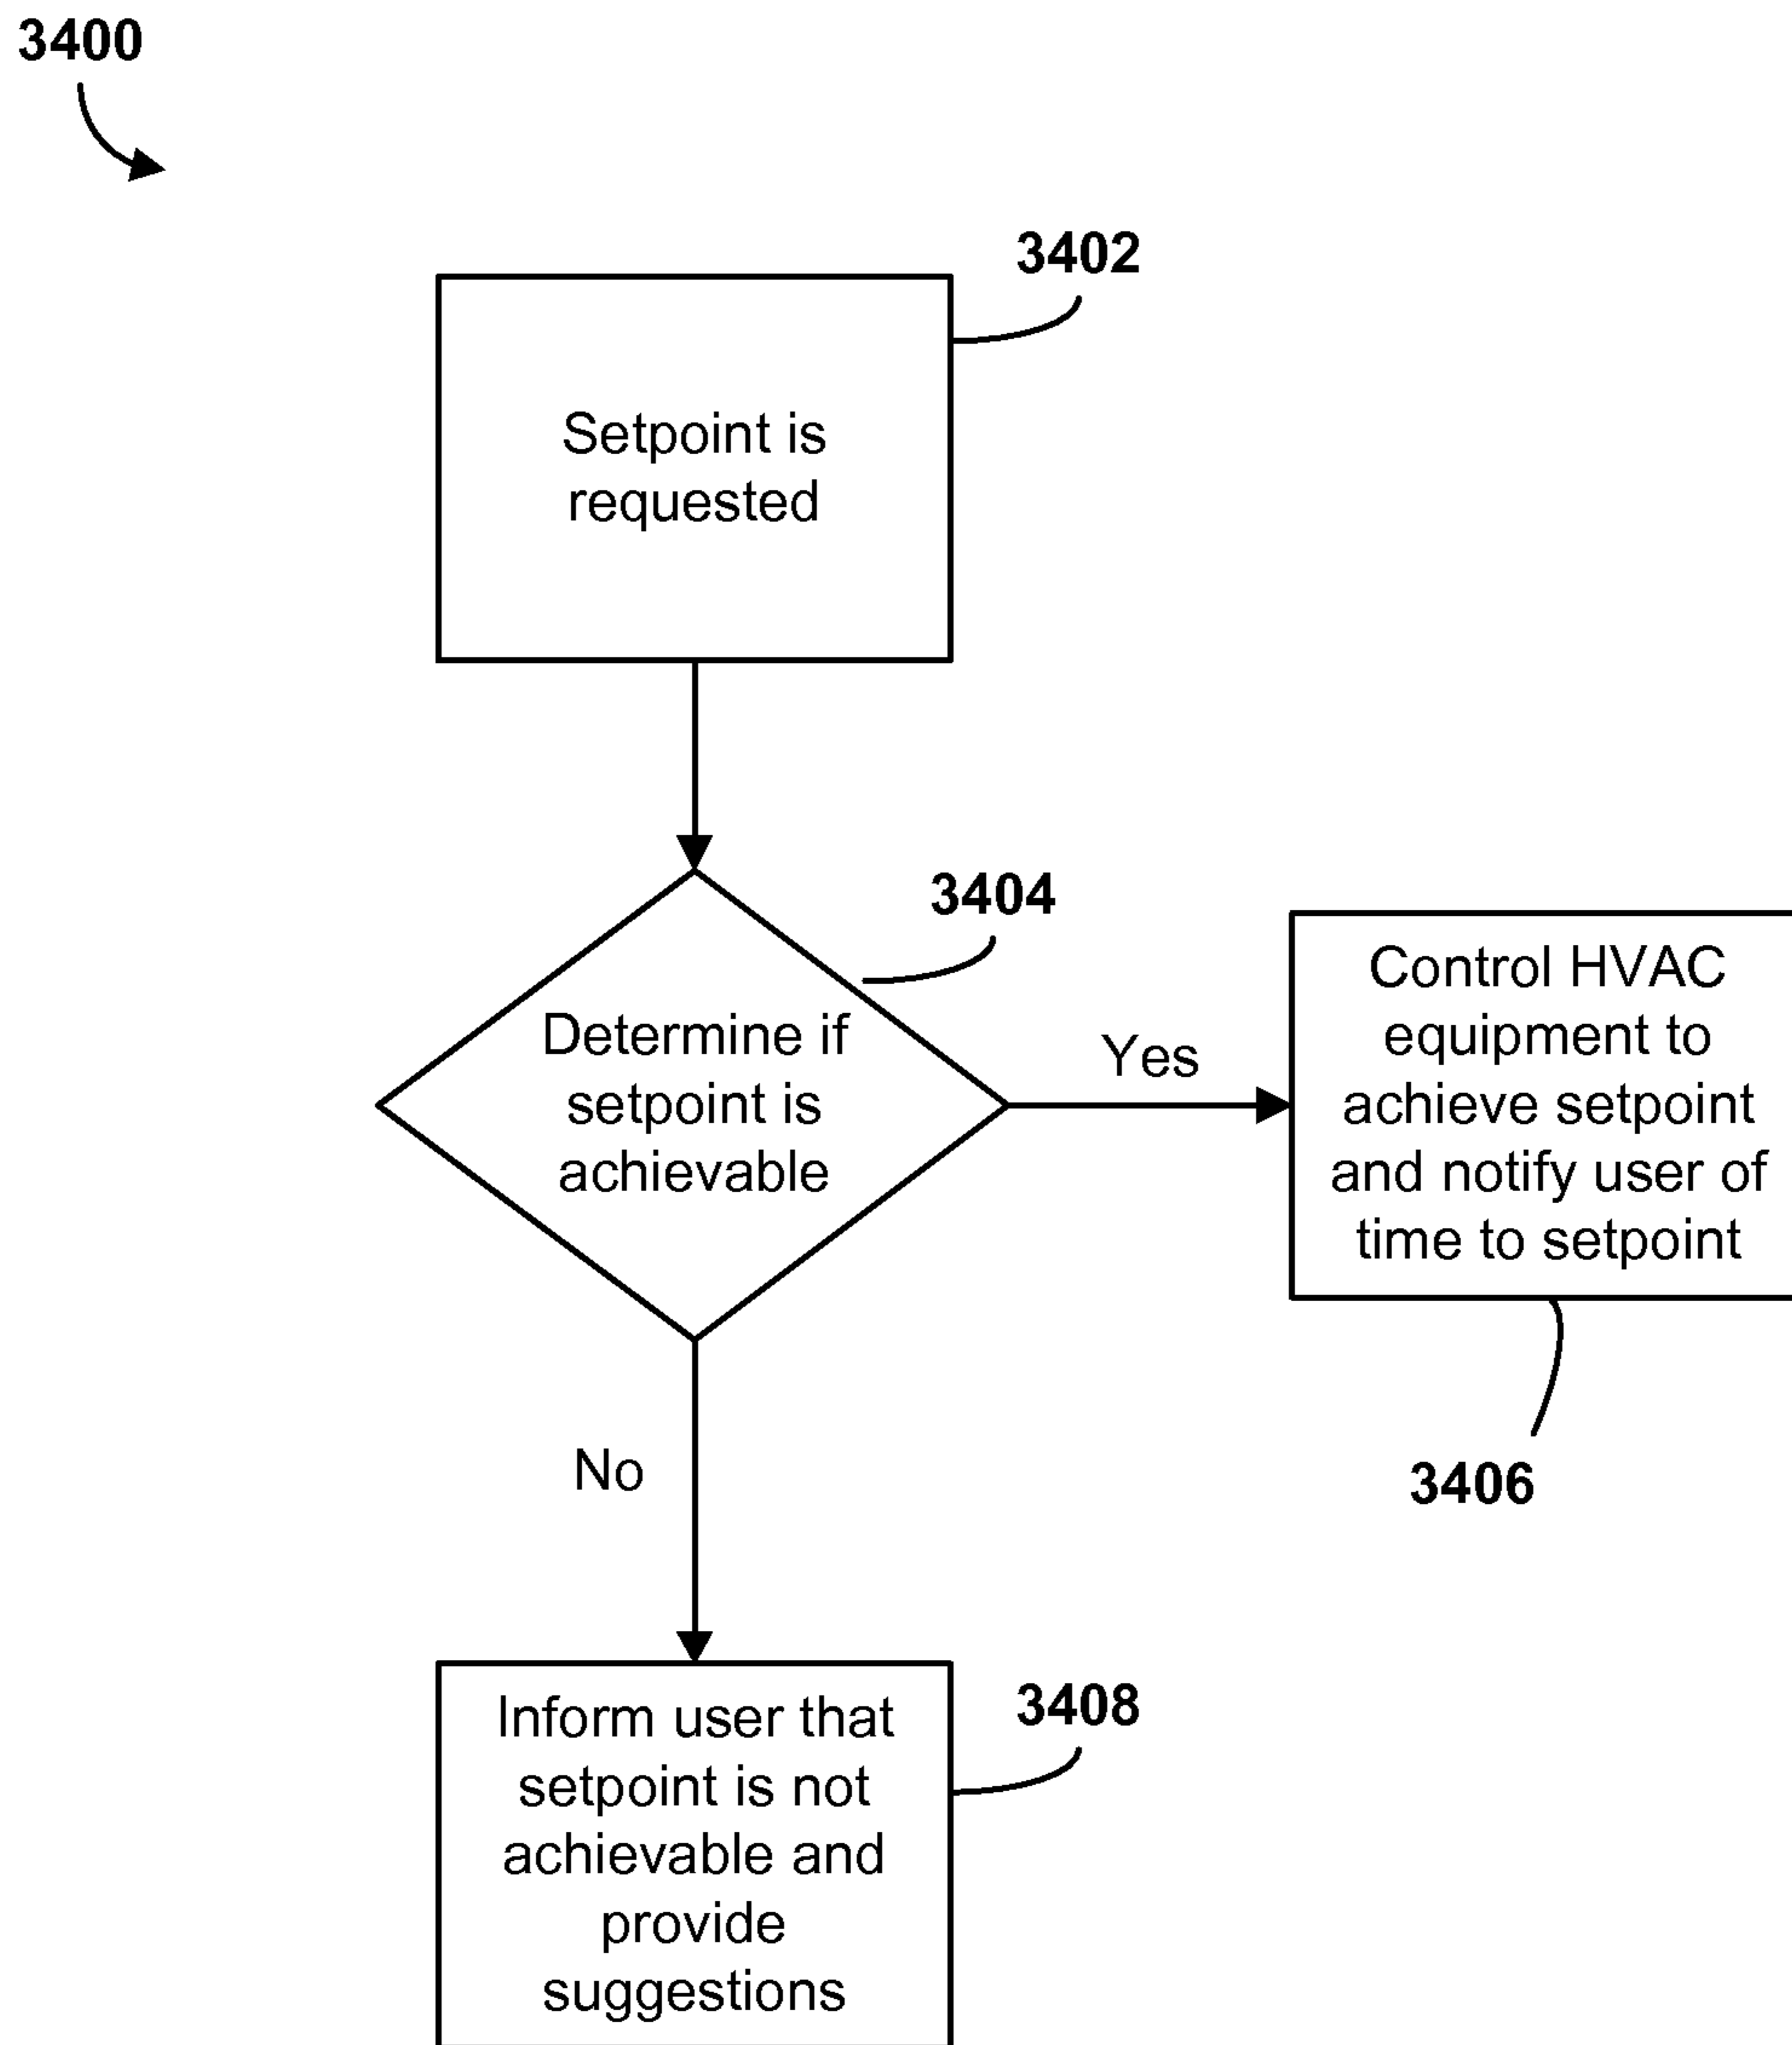 3400
3402
Setpoint is
requested
3404
Determine if
setpoint is
achievable
Yes
Control HVAC
equipment to
achieve setpoint
and notify user of
time to setpoint
3406
No
3408
Inform user that
setpoint is not
achievable and
provide
suggestions